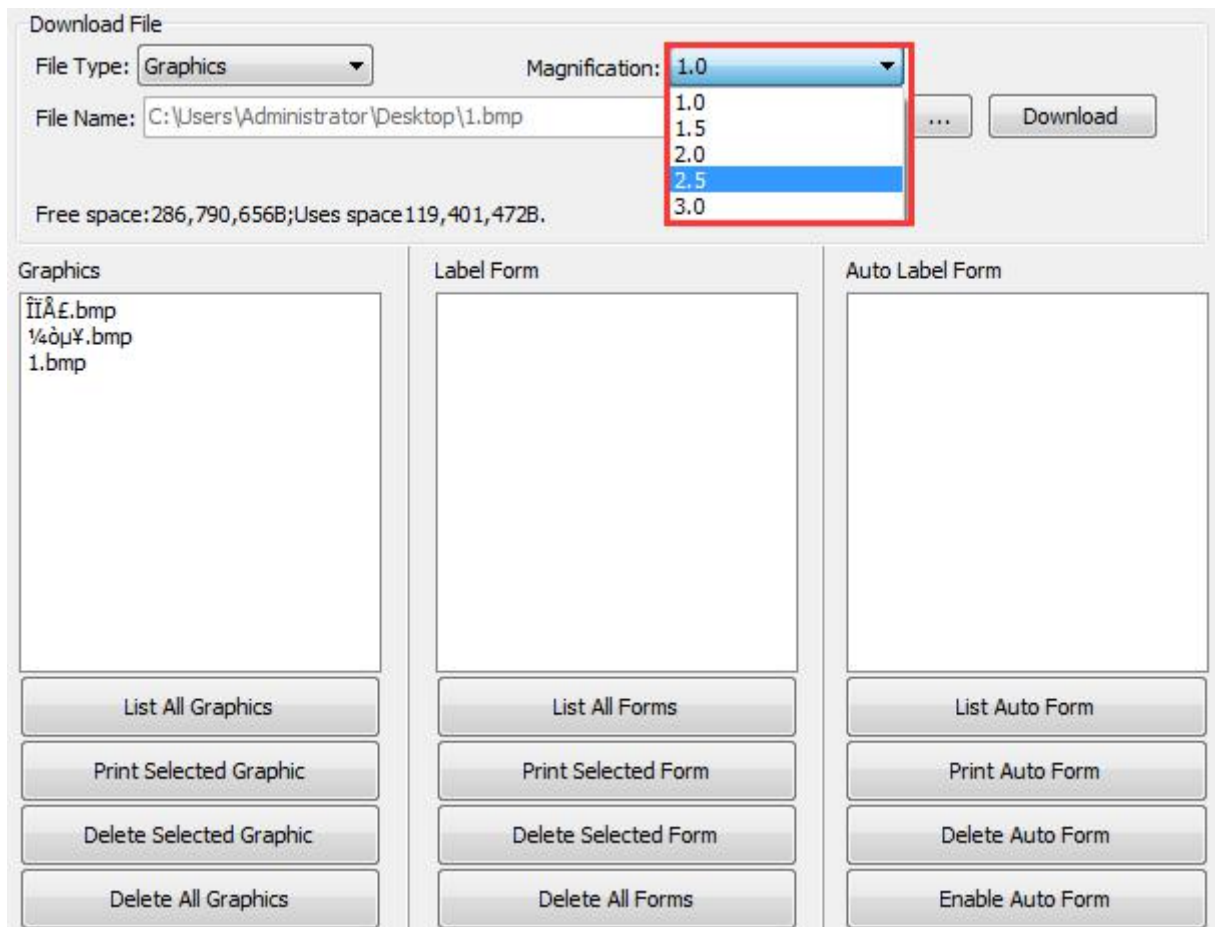 Download File
File Type: Graphics Magnification: 1.0
File Name: C:\Users\Administrator\Desktop\1.bmp ... Download
1.0
1.5
2.0
2.5
3.0
Free space:286,790,656B;Uses space119,401,472B.
Graphics
ÎÏÅ£.bmp
¼òµ¥.bmp
1.bmp
List All Graphics
Print Selected Graphic
Delete Selected Graphic
Delete All Graphics
Label Form
List All Forms
Print Selected Form
Delete Selected Form
Delete All Forms
Auto Label Form
List Auto Form
Print Auto Form
Delete Auto Form
Enable Auto Form